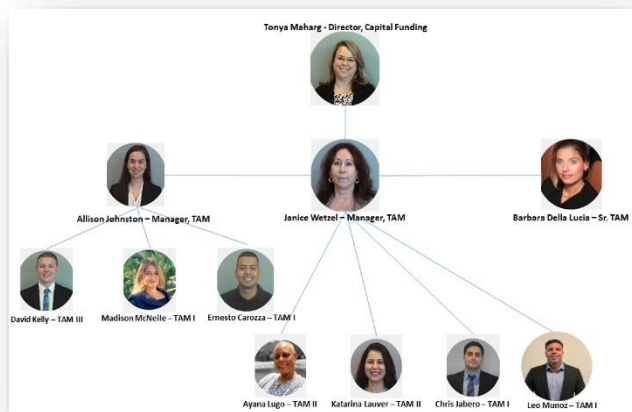 Tonya Maharg - Director, Capital Funding
Allison Johnston – Manager, TAM
Janice Wetzel – Manager, TAM
Barbara Della Lucia – Sr. TAM
David Kelly – TAM III
Madison McNeile – TAM I
Ernesto Carozza – TAM I
Ayana Lugo – TAM II
Katarina Lauver – TAM II
Chris Jabero – TAM I
Leo Munoz – TAM I